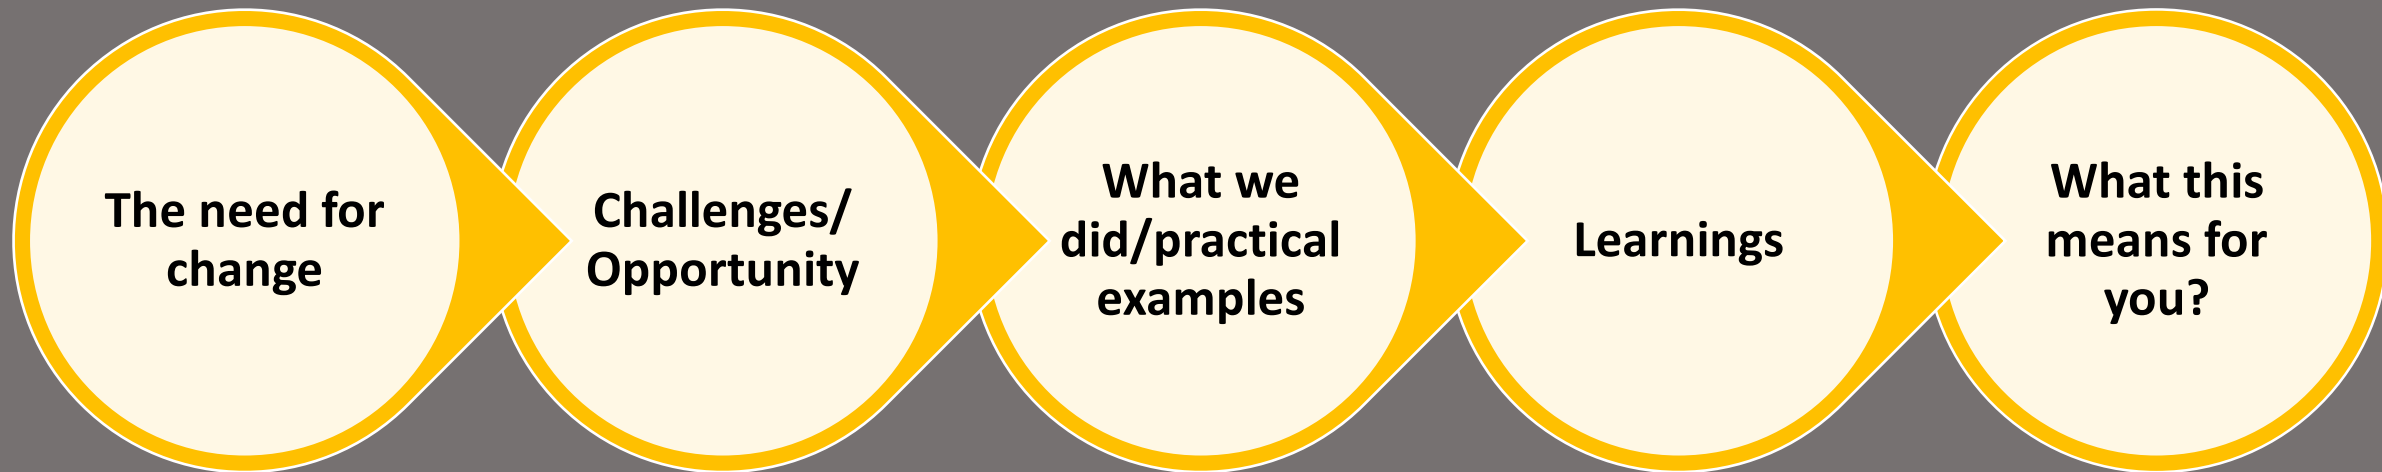 The need for
change
Challenges/
Opportunity
What we
did/practical
examples
Learnings
What this
means for
you?